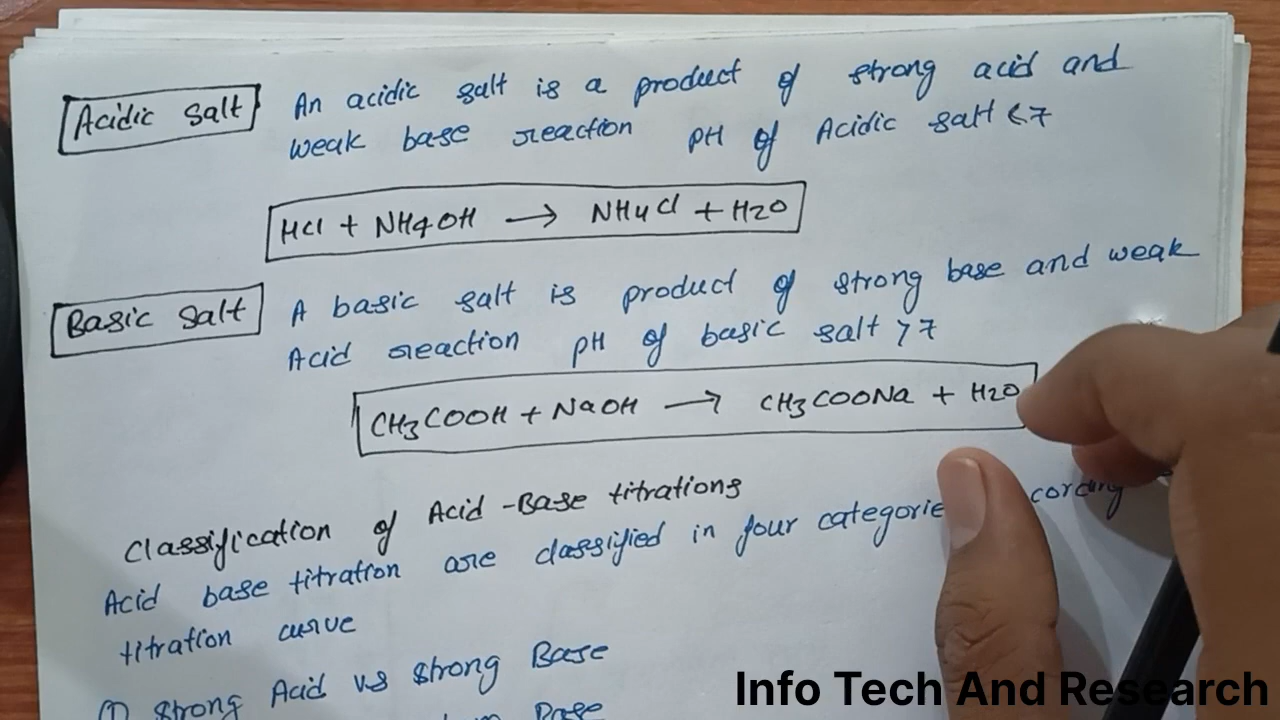 Acidic Salt
An acidic salt is a product of strong acid and
weak base reaction pH of Acidic salt < 7
HCl + NH4OH → NH4Cl + H2O
Basic Salt
A basic salt is product of strong base and weak
Acid reaction pH of basic salt > 7
CH3COOH + NaOH → CH3COONa + H2O
Classification of Acid-Base titrations
Acid base titration are classified in four categorie cording
titration curve
① Strong Acid vs strong Base
Base
Info Tech And Research